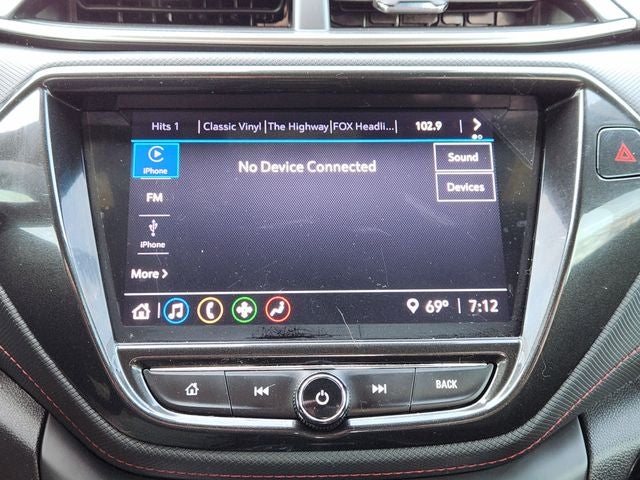 Hits 1 Classic Vinyl The Highway FOX Headli... 102.9
iPhone
No Device Connected
Sound
Devices
FM
iPhone
More >
69° 7:12
BACK